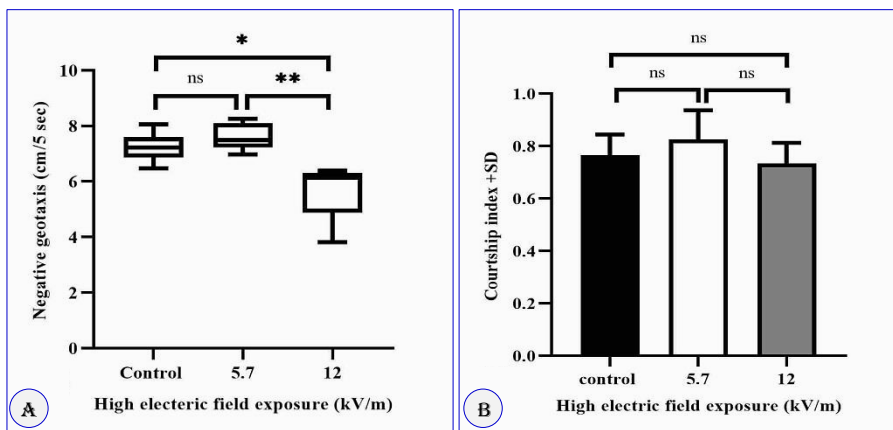 *
ns
**
10
8
6
4
2
0
Negative geotaxis (cm/5 sec)
Control 5.7 12
High electeric field exposure (kV/m)
A
ns
ns ns
1.0
0.8
0.6
0.4
0.2
0.0
Courtship index +SD
control 5.7 12
High electric field exposure (kV/m)
B